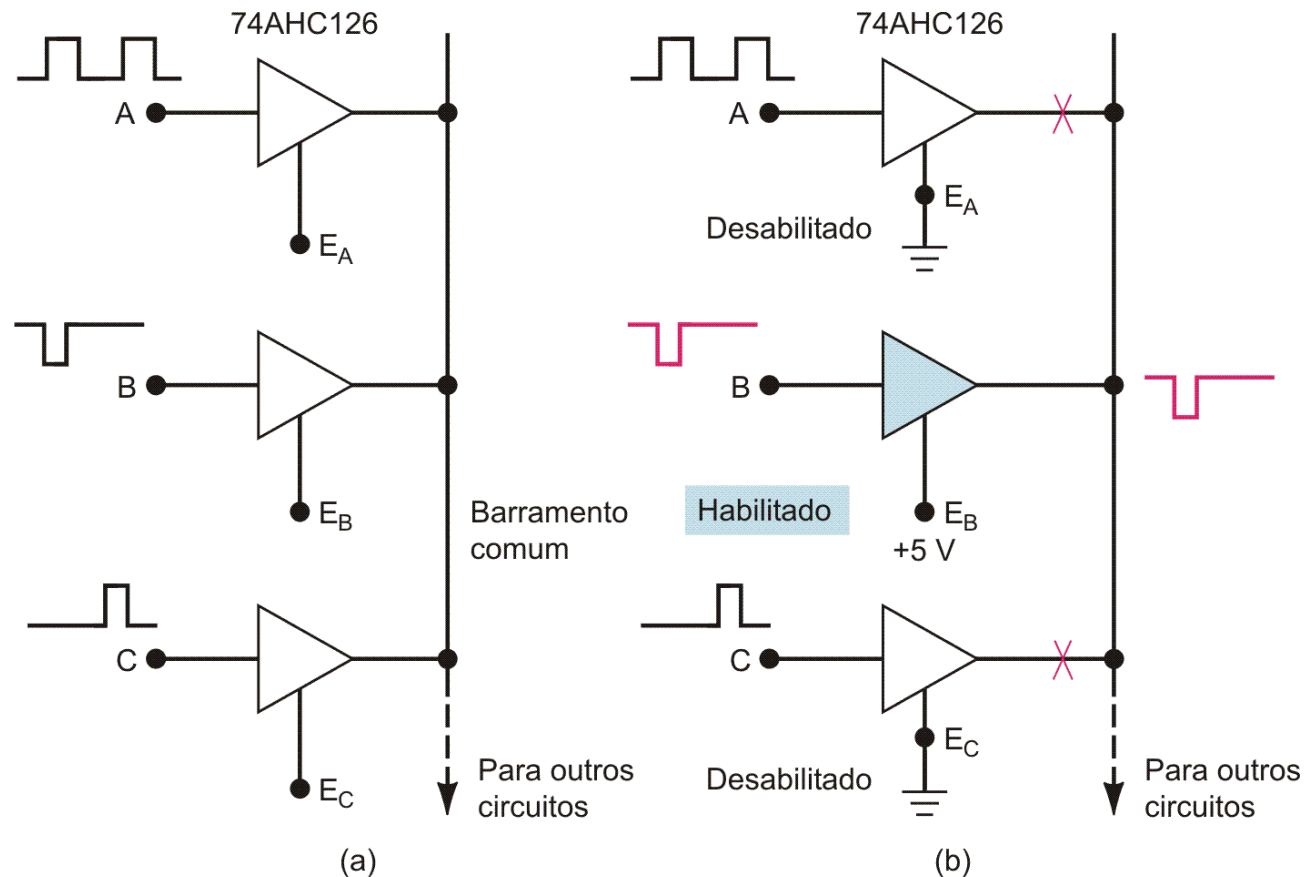 74AHC126
A
E_A
B
E_B
Barramento
comum
C
E_C
Para outros
circuitos
(a)
74AHC126
A
E_A
Desabilitado
B
Habilitado
E_B
+5 V
C
E_C
Desabilitado
Para outros
circuitos
(b)